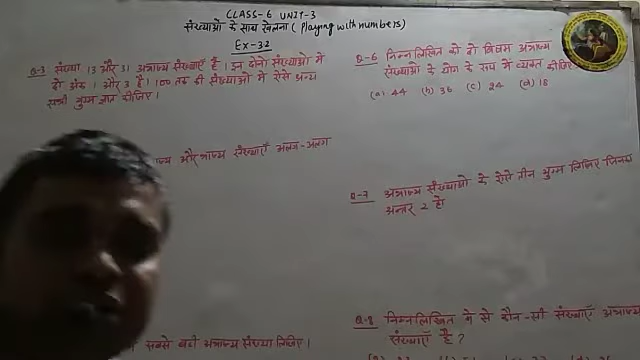 CLASS-6 UNIT-3
संख्याओ के साथ खेलना ( Playing with numbers)
Ex-3.2
Q-3 संख्या 13 और 31 अभाज्य संख्याएँ है। इन दोनो संख्याओ मे
दो अंक 1 और 3 है। 100 तक की संख्याओ मे ऐसे अन्य
सभी युग्म ज्ञात कीजिए।
और भाज्य संख्याएँ अलग-अलग
सबसे बडी अभाज्य संख्या लिखिए।
Q-6 निम्नलिखित को दो विषम अभाज्य
संख्याओ के योग के रूप मे व्यक्त कीजिए
(a) 44 (b) 36 (c) 24 (d) 18
Q-7 अभाज्य संख्याओ के ऐसे तीन युग्म लिखिए जिनका
अन्तर 2 हो
Q-8 निम्नलिखित मे से कौन-सी संख्याएँ अभाज्य
संख्याएँ है ?